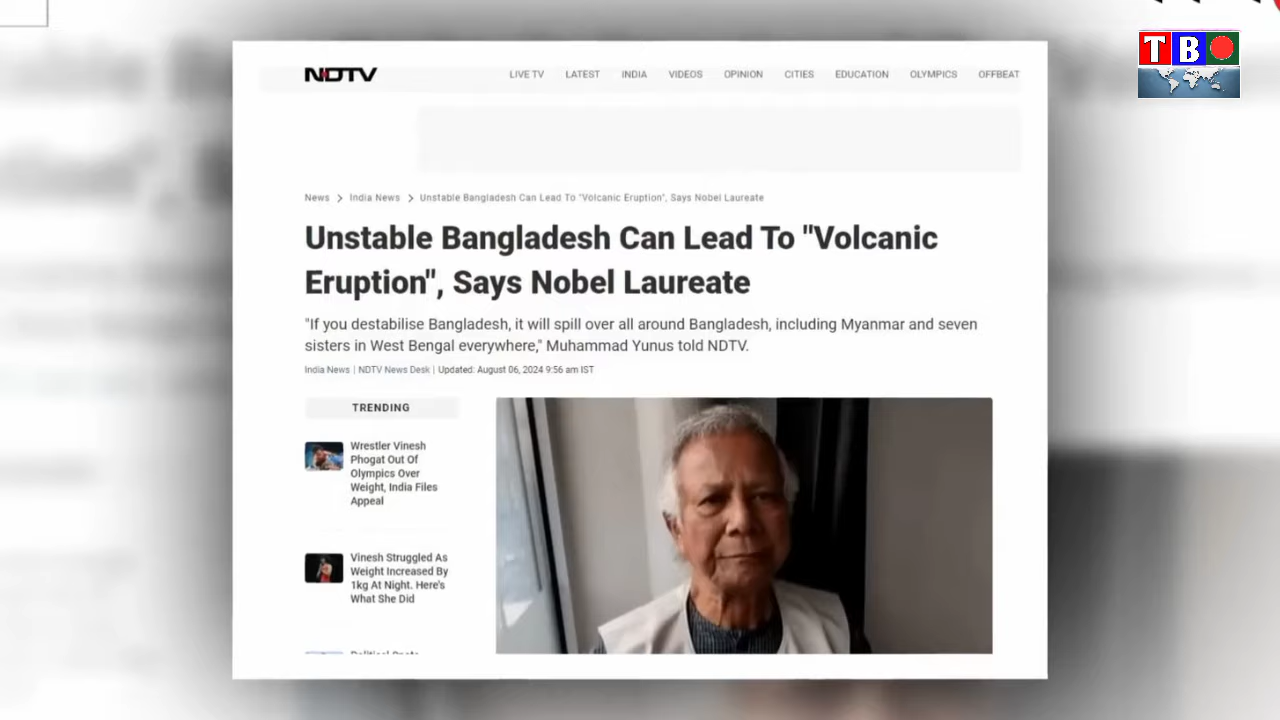 TBO
NDTV
LIVE TV LATEST INDIA VIDEOS OPINION CITIES EDUCATION OLYMPICS OFFBEAT
News > India News > Unstable Bangladesh Can Lead To "Volcanic Eruption", Says Nobel Laureate
Unstable Bangladesh Can Lead To "Volcanic
Eruption", Says Nobel Laureate
"If you destabilise Bangladesh, it will spill over all around Bangladesh, including Myanmar and seven
sisters in West Bengal everywhere," Muhammad Yunus told NDTV.
India News | NDTV News Desk | Updated: August 06, 2024 9:56 am IST
TRENDING
Wrestler Vinesh
Phogat Out Of
Olympics Over
Weight, India Files
Appeal
Vinesh Struggled As
Weight Increased By
1kg At Night. Here's
What She Did